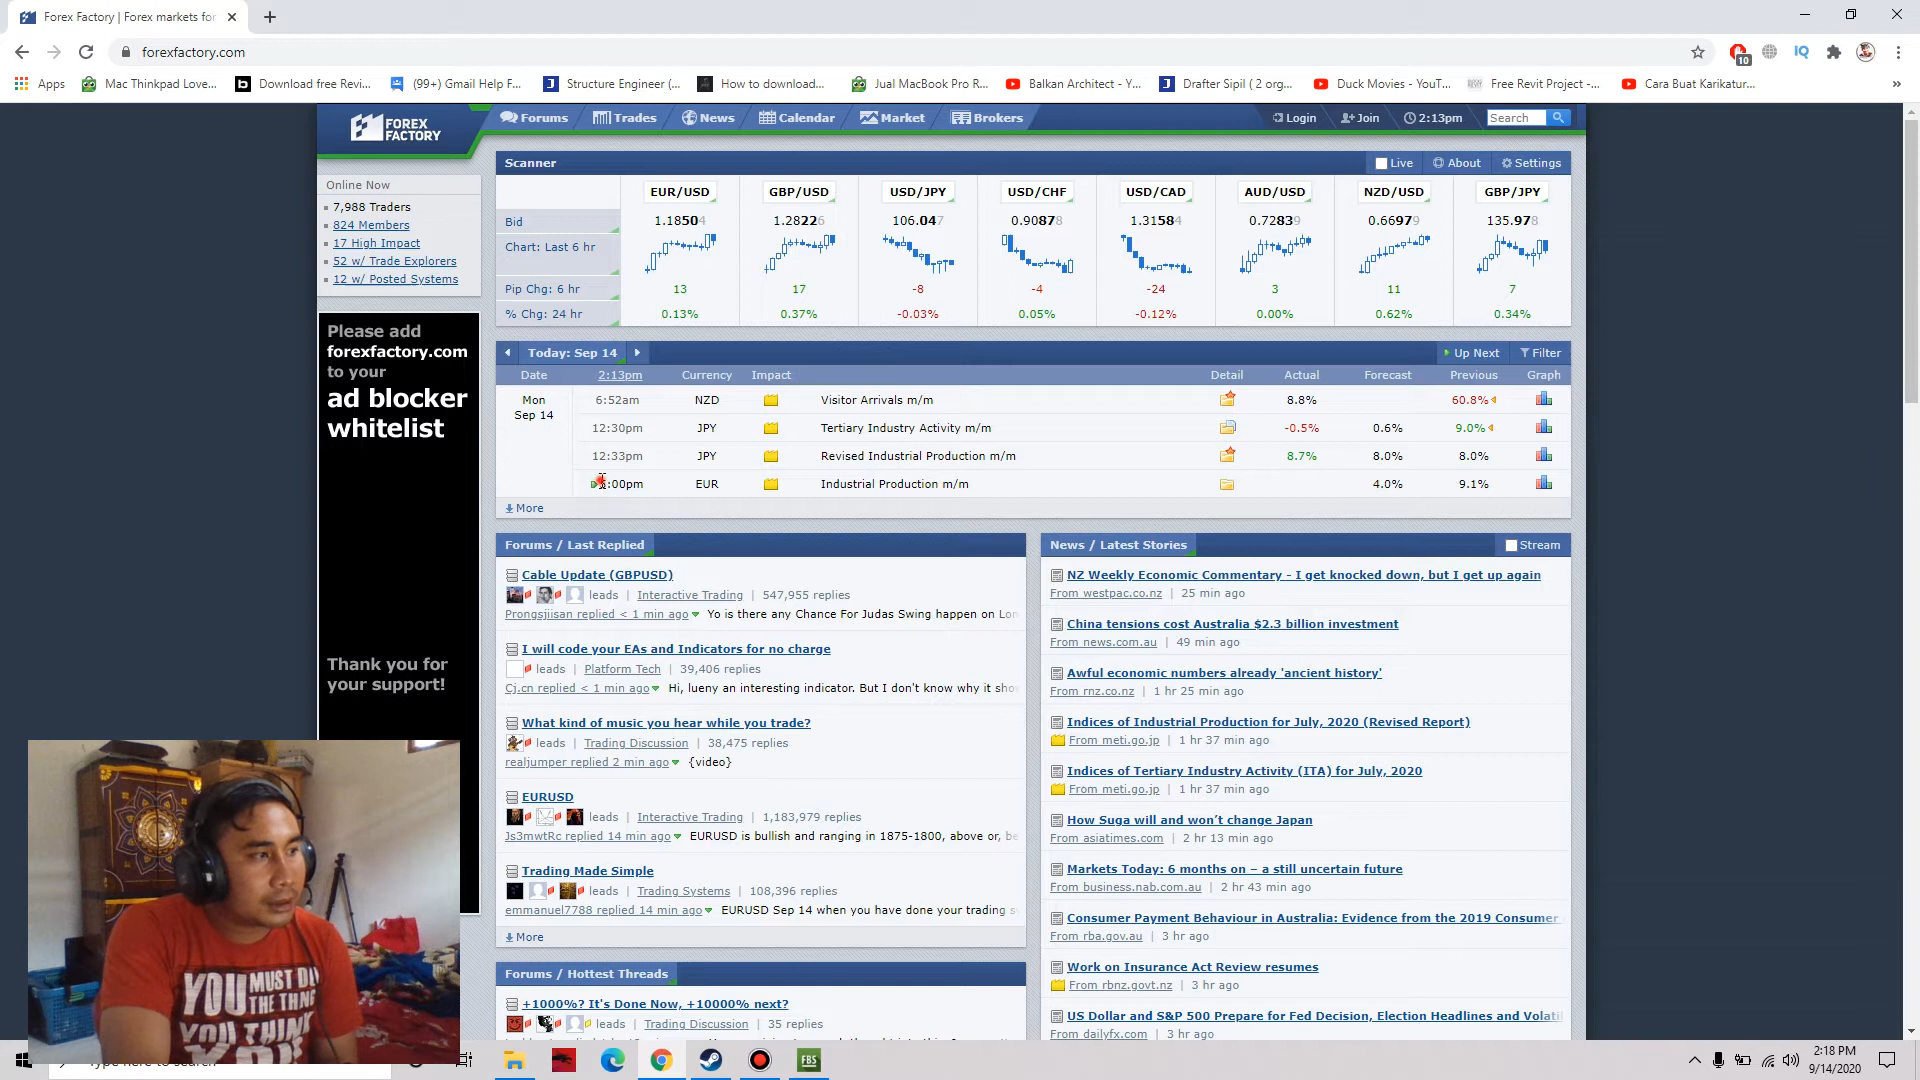 Forex Factory | Forex markets for
forexfactory.com
10
Apps
Mac Thinkpad Love...
Download free Revi...
(99+) Gmail Help F...
Structure Engineer (...
How to download...
Jual MacBook Pro R...
Balkan Architect - Y...
Drafter Sipil ( 2 org...
Duck Movies - YouT...
Free Revit Project -...
Cara Buat Karikatur...
FOREX
FACTORY
Forums
Trades
News
Calendar
Market
Brokers
Login
Join
2:13pm
Search
Online Now
7,988 Traders
824 Members
17 High Impact
52 w/ Trade Explorers
12 w/ Posted Systems
Please add
forexfactory.com
to your
ad blocker
whitelist
Thank you for
your support!
Scanner Live About Settings
EUR/USD GBP/USD USD/JPY USD/CHF USD/CAD AUD/USD NZD/USD GBP/JPY
Bid 1.18504 1.28226 106.047 0.90878 1.31584 0.72839 0.66979 135.978
Chart: Last 6 hr
Pip Chg: 6 hr 13 17 -8 -4 -24 3 11 7
% Chg: 24 hr 0.13% 0.37% -0.03% 0.05% -0.12% 0.00% 0.62% 0.34%
Today: Sep 14 Up Next Filter
Date 2:13pm Currency Impact Detail Actual Forecast Previous Graph
Mon
Sep 14
6:52am NZD Visitor Arrivals m/m 8.8% 60.8%
12:30pm JPY Tertiary Industry Activity m/m -0.5% 0.6% 9.0%
12:33pm JPY Revised Industrial Production m/m 8.7% 8.0% 8.0%
:00pm EUR Industrial Production m/m 4.0% 9.1%
More
Forums / Last Replied
Cable Update (GBPUSD)
leads | Interactive Trading | 547,955 replies
Prongsjiisan replied < 1 min ago Yo is there any Chance For Judas Swing happen on Lon
I will code your EAs and Indicators for no charge
leads | Platform Tech | 39,406 replies
Cj.cn replied < 1 min ago Hi, lueny an interesting indicator. But I don't know why it sho
What kind of music you hear while you trade?
leads | Trading Discussion | 38,475 replies
realjumper replied 2 min ago {video}
EURUSD
leads | Interactive Trading | 1,183,979 replies
Js3mwtRc replied 14 min ago EURUSD is bullish and ranging in 1875-1800, above or, be
Trading Made Simple
leads | Trading Systems | 108,396 replies
emmanuel7788 replied 14 min ago EURUSD Sep 14 when you have done your trading s
More
Forums / Hottest Threads
+1000%? It's Done Now, +10000% next?
leads | Trading Discussion | 35 replies
News / Latest Stories Stream
NZ Weekly Economic Commentary - I get knocked down, but I get up again
From westpac.co.nz | 25 min ago
China tensions cost Australia $2.3 billion investment
From news.com.au | 49 min ago
Awful economic numbers already 'ancient history'
From rnz.co.nz | 1 hr 25 min ago
Indices of Industrial Production for July, 2020 (Revised Report)
From meti.go.jp | 1 hr 37 min ago
Indices of Tertiary Industry Activity (ITA) for July, 2020
From meti.go.jp | 1 hr 37 min ago
How Suga will and won't change Japan
From asiatimes.com | 2 hr 13 min ago
Markets Today: 6 months on – a still uncertain future
From business.nab.com.au | 2 hr 43 min ago
Consumer Payment Behaviour in Australia: Evidence from the 2019 Consumer
From rba.gov.au | 3 hr ago
Work on Insurance Act Review resumes
From rbnz.govt.nz | 3 hr ago
US Dollar and S&P 500 Prepare for Fed Decision, Election Headlines and Volati
From dailyfx.com | 3 hr ago
YOU MUST DO
THE THING
YOU THINK
Type here to search
FBS
2:18 PM
9/14/2020